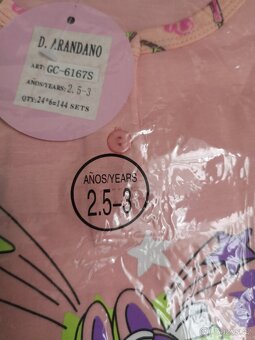 D. ARANDANO
ART: GC-6167S
AÑOS/YEARS: 2.5-3
QTY: 24*6=144 SETS
AÑOS/YEARS
2.5-3